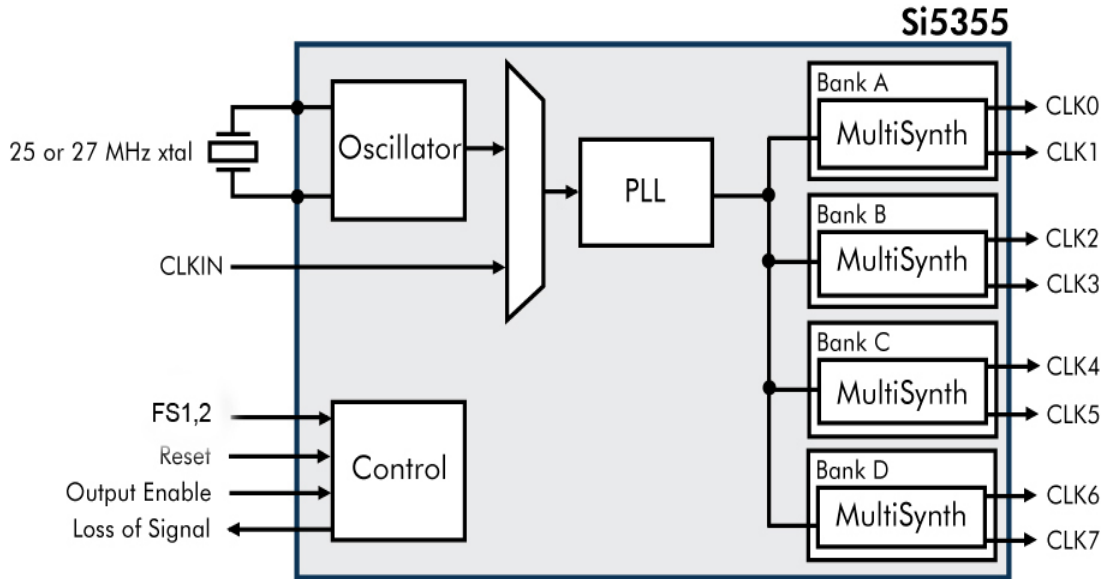 Si5355
25 or 27 MHz xtal
Oscillator
CLKIN
PLL
Bank A
MultiSynth
CLK0
CLK1
Bank B
MultiSynth
CLK2
CLK3
Bank C
MultiSynth
CLK4
CLK5
Bank D
MultiSynth
CLK6
CLK7
FS1,2
Reset
Output Enable
Loss of Signal
Control